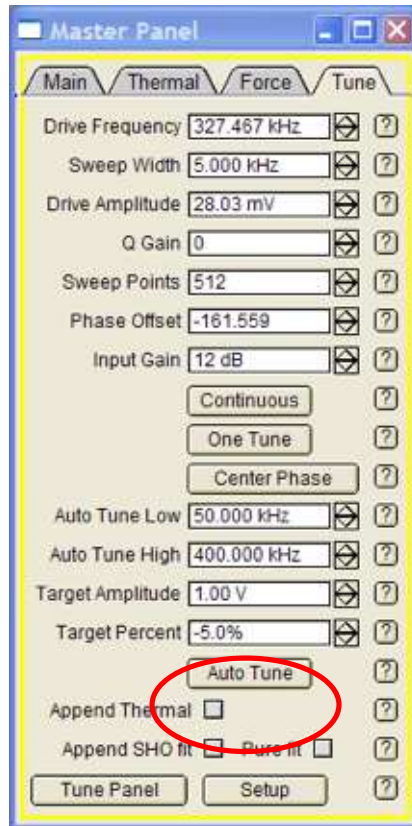 Master Panel
Main Thermal Force Tune
Drive Frequency 327.467 kHz ?
Sweep Width 5.000 kHz ?
Drive Amplitude 28.03 mV ?
Q Gain 0 ?
Sweep Points 512 ?
Phase Offset -161.559 ?
Input Gain 12 dB ?
Continuous ?
One Tune ?
Center Phase ?
Auto Tune Low 50.000 kHz ?
Auto Tune High 400.000 kHz ?
Target Amplitude 1.00 V ?
Target Percent -5.0% ?
Auto Tune ?
Append Thermal ?
Append SHO fit Pure fit ?
Tune Panel Setup ?